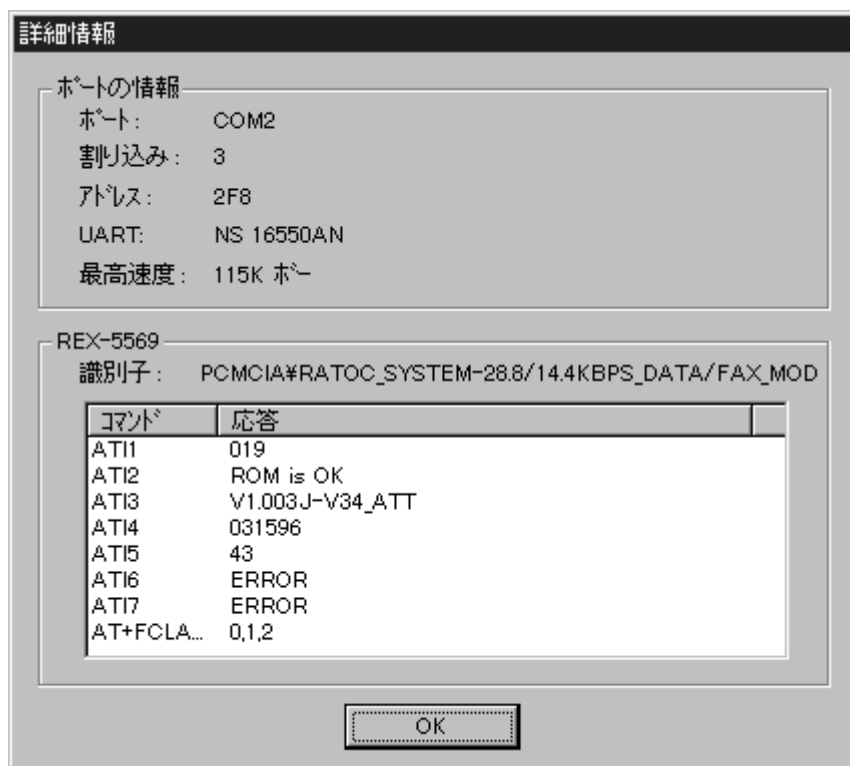 詳細情報
ﾎﾟｰﾄの情報
ﾎﾟｰﾄ： COM2
割り込み： 3
ｱﾄﾞﾚｽ： 2F8
UART: NS 16550AN
最高速度： 115K ﾎﾞｰ
REX-5569
識別子： PCMCIA¥RATOC_SYSTEM-28.8/14.4KBPS_DATA/FAX_MOD
ｺﾏﾝﾄﾞ 応答
ATI1 019
ATI2 ROM is OK
ATI3 V1.003J-V34_ATT
ATI4 031596
ATI5 43
ATI6 ERROR
ATI7 ERROR
AT+FCLA... 0,1,2
OK